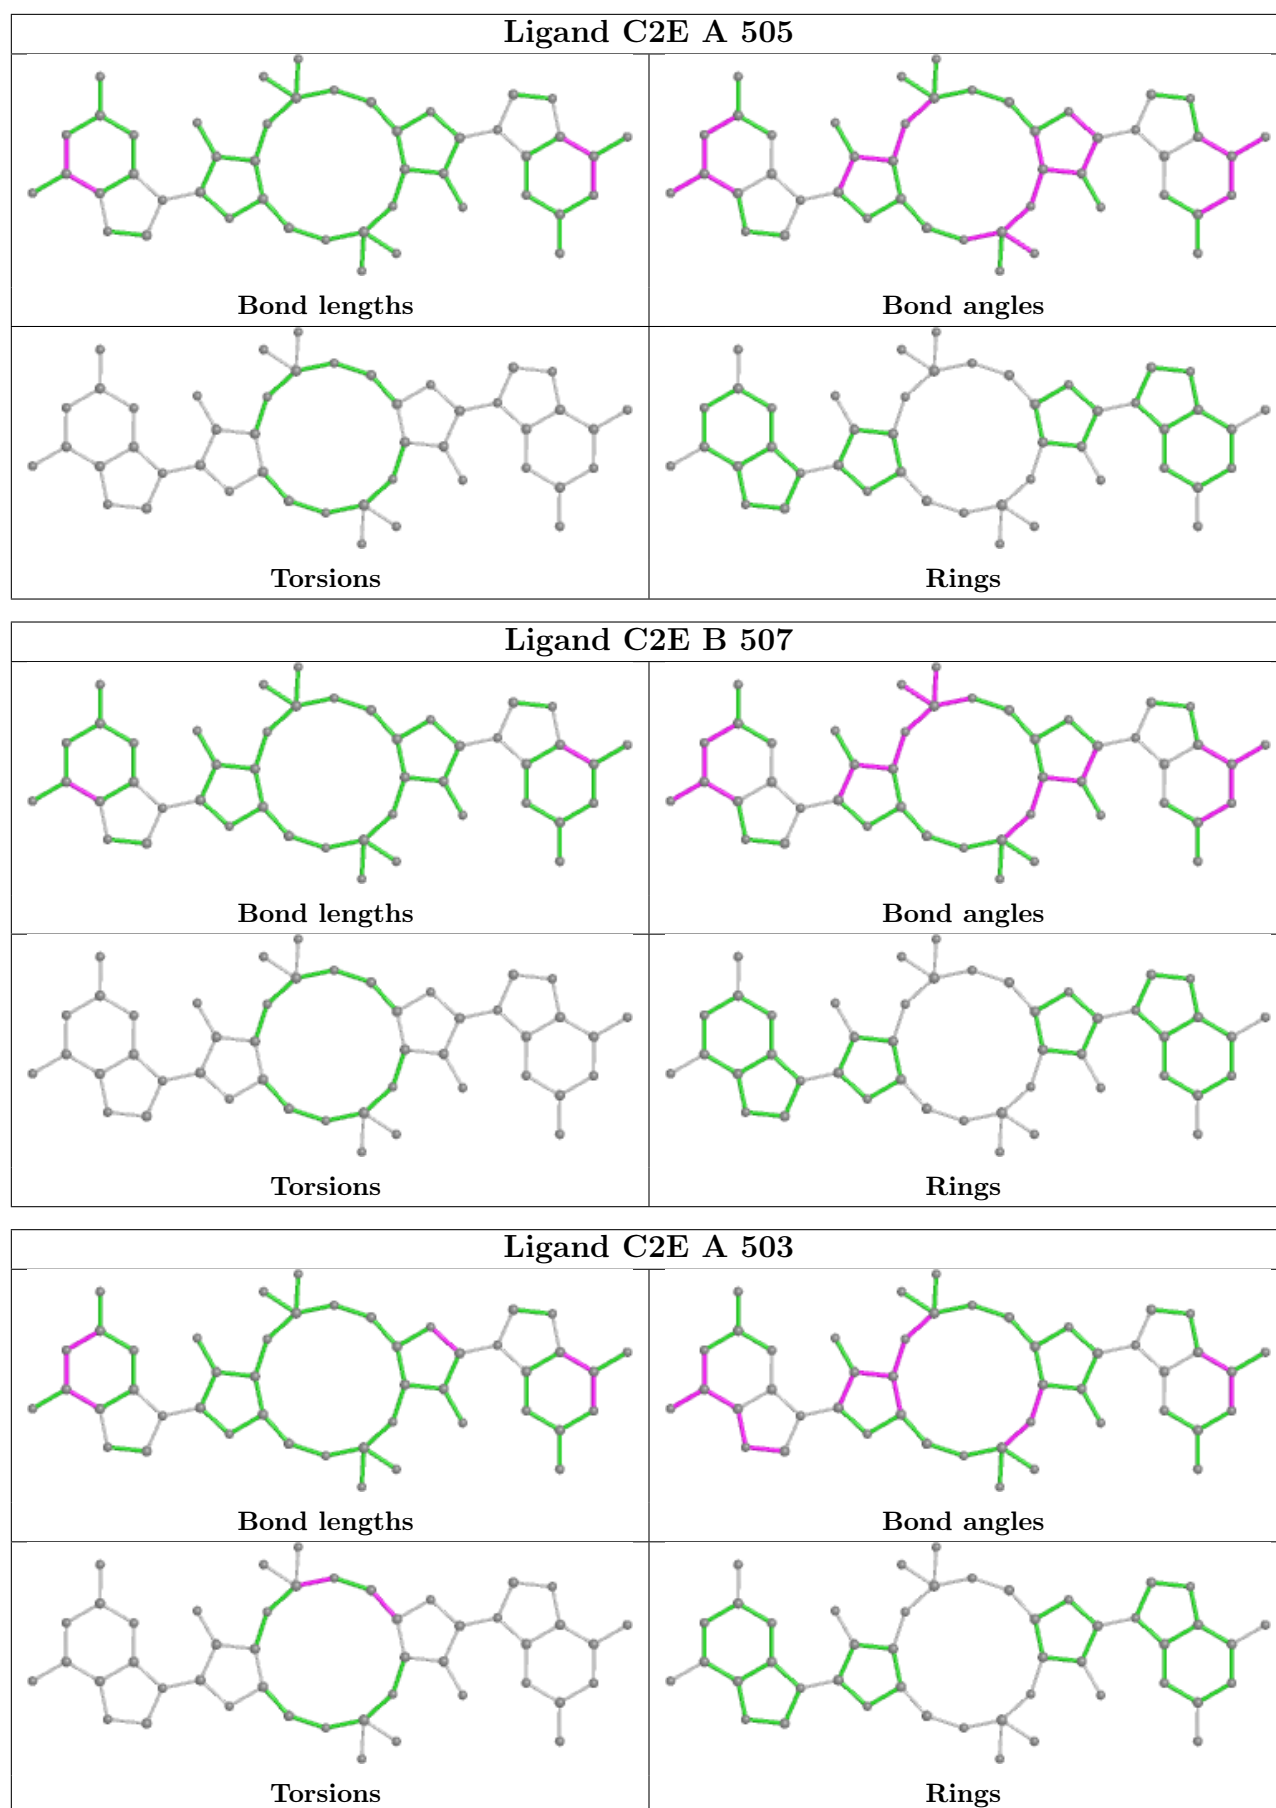 Ligand C2E A 505
Bond lengths
Bond angles
Torsions
Rings
Ligand C2E B 507
Bond lengths
Bond angles
Torsions
Rings
Ligand C2E A 503
Bond lengths
Bond angles
Torsions
Rings